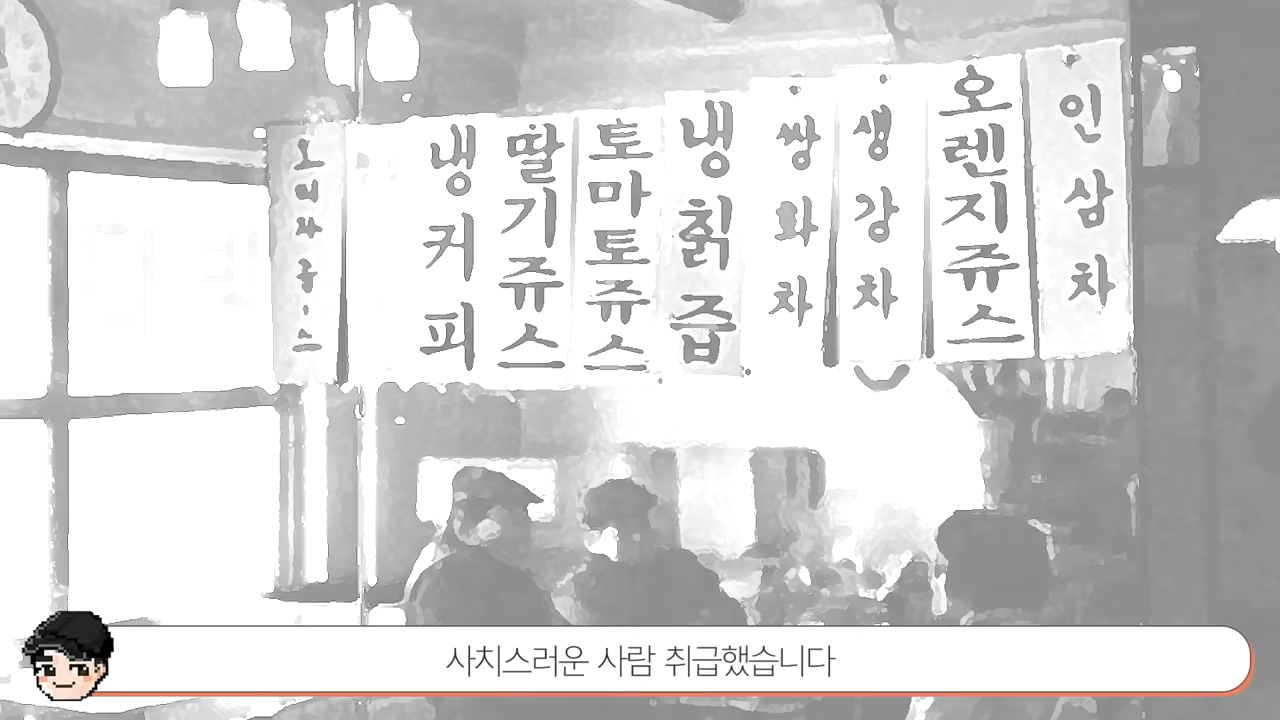 냉커피
딸기쥬스
토마토쥬스
냉칡즙
쌍화차
생강차
오렌지쥬스
인삼차
사치스러운 사람 취급했습니다